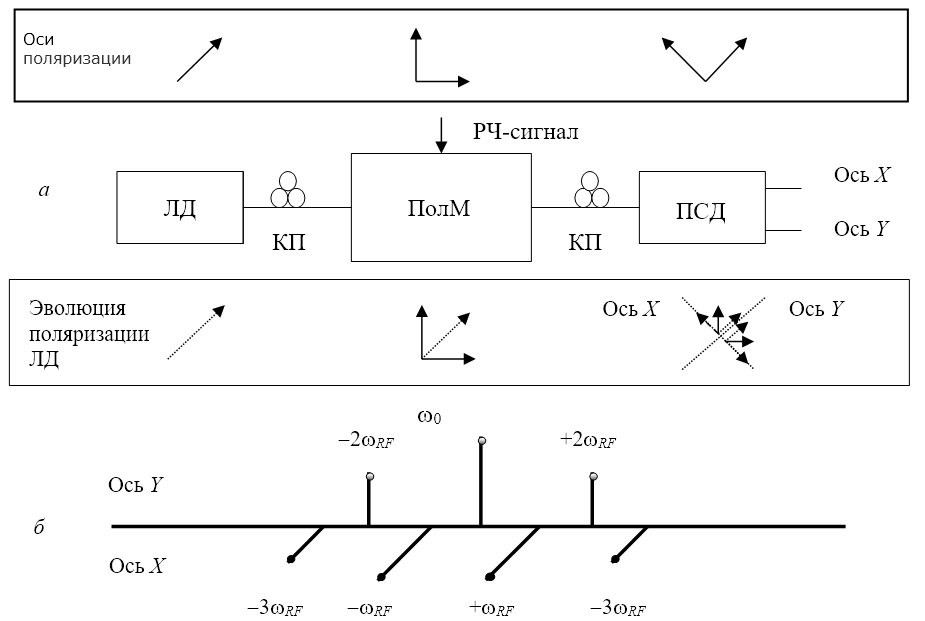 Оси
поляризации
РЧ-сигнал
а
ЛД
КП
ПолМ
КП
ПСД
Ось X
Ось Y
Эволюция
поляризации
ЛД
Ось X
Ось Y
ω0
−2ωRF
+2ωRF
Ось Y
б
Ось X
−3ωRF
−ωRF
+ωRF
−3ωRF